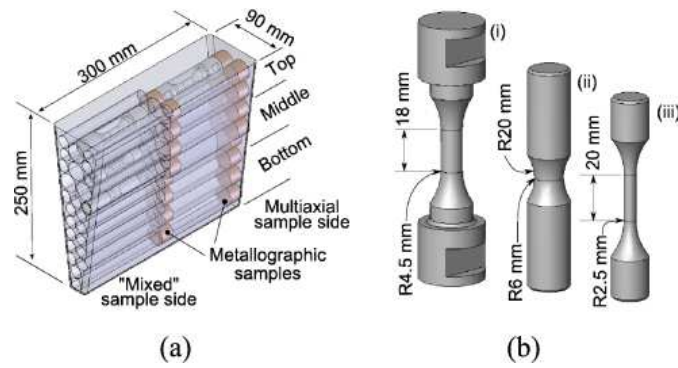 300 mm
90 mm
Top
Middle
Bottom
250 mm
Multiaxial
sample side
Metallographic
samples
"Mixed"
sample side
(a)
(i)
18 mm
R4.5 mm
(ii)
R20 mm
R6 mm
(iii)
20 mm
R2.5 mm
(b)